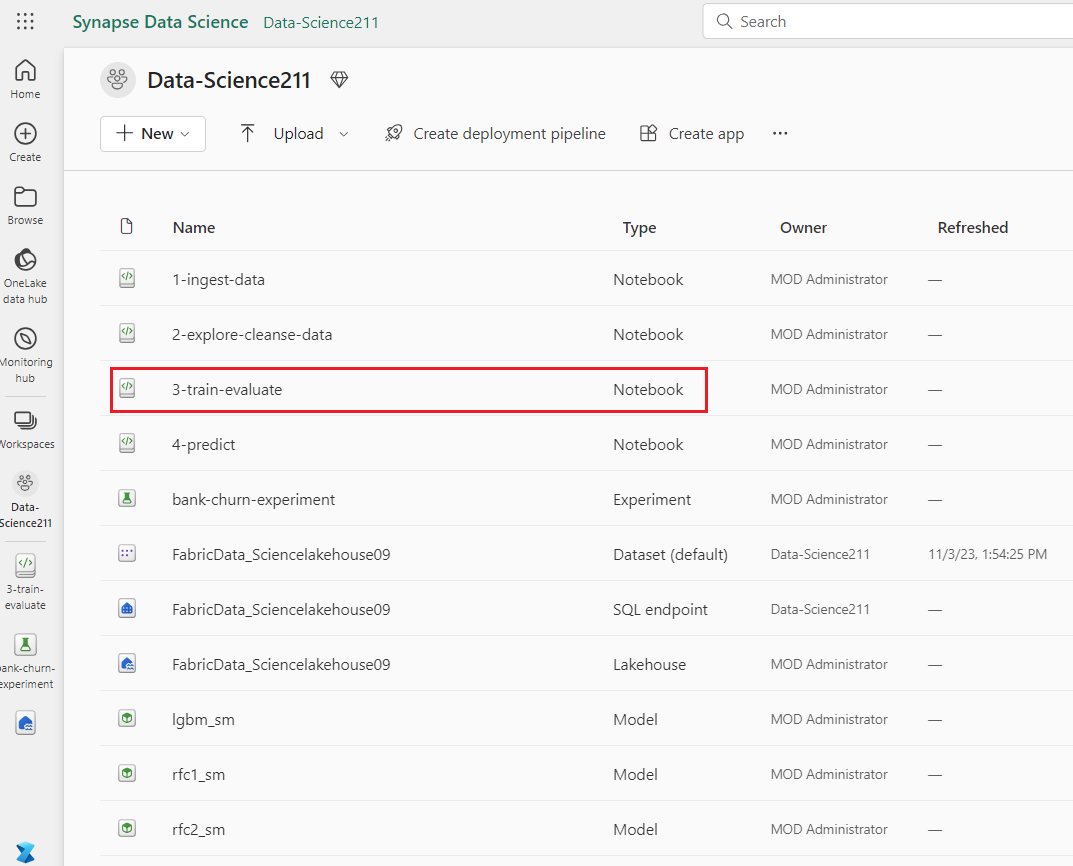 Synapse Data Science Data-Science211
Search
Home
Create
Browse
OneLake
data hub
Monitoring
hub
Workspaces
Data-
Science211
3-train-
evaluate
bank-churn-
experiment
Data-Science211
New
Upload
Create deployment pipeline
Create app
Name Type Owner Refreshed
1-ingest-data Notebook MOD Administrator —
2-explore-cleanse-data Notebook MOD Administrator —
3-train-evaluate Notebook MOD Administrator —
4-predict Notebook MOD Administrator —
bank-churn-experiment Experiment MOD Administrator —
FabricData_Sciencelakehouse09 Dataset (default) Data-Science211 11/3/23, 1:54:25 PM
FabricData_Sciencelakehouse09 SQL endpoint Data-Science211 —
FabricData_Sciencelakehouse09 Lakehouse MOD Administrator —
lgbm_sm Model MOD Administrator —
rfc1_sm Model MOD Administrator —
rfc2_sm Model MOD Administrator —